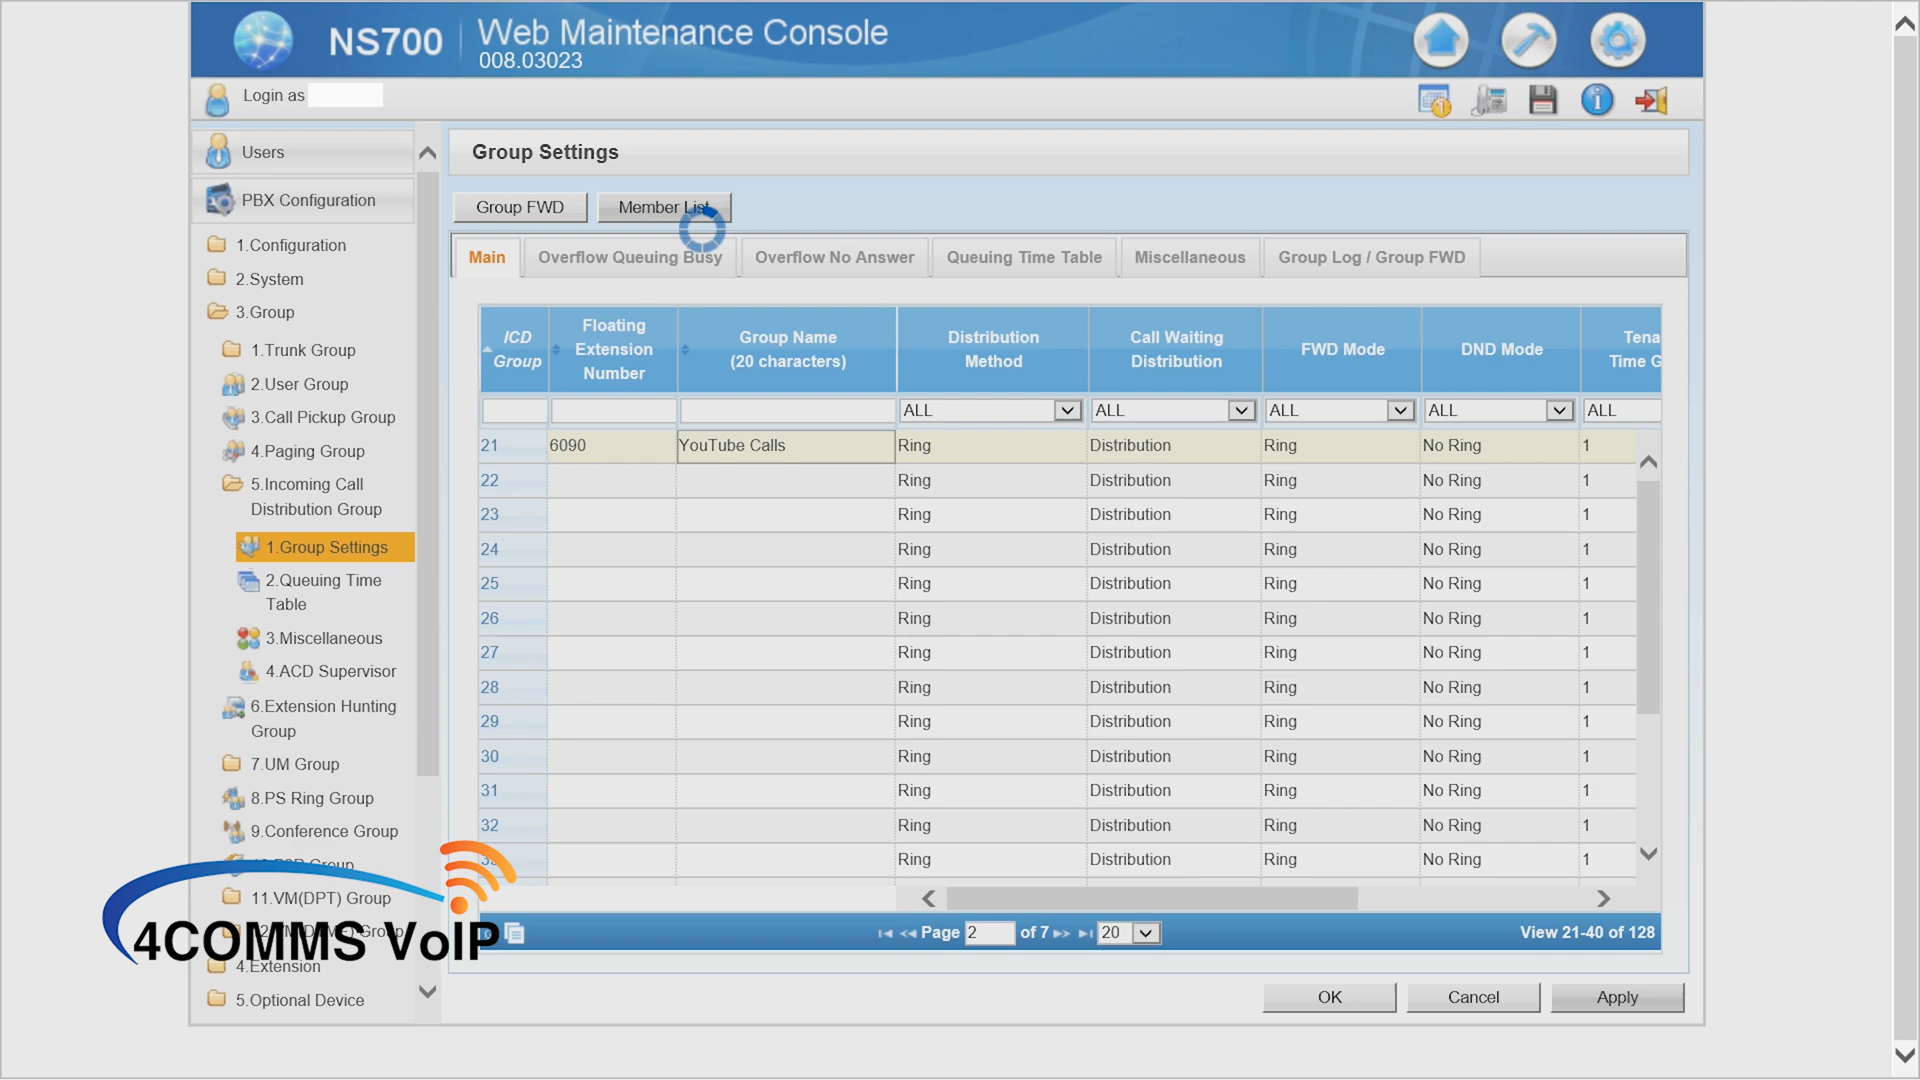 NS700
Web Maintenance Console
008.03023
Login as
Users
PBX Configuration
1.Configuration
2.System
3.Group
1.Trunk Group
2.User Group
3.Call Pickup Group
4.Paging Group
5.Incoming Call
Distribution Group
1.Group Settings
2.Queuing Time
Table
3.Miscellaneous
4.ACD Supervisor
6.Extension Hunting
Group
7.UM Group
8.PS Ring Group
9.Conference Group
Group
11.VM(DPT) Group
Group
4COMMS VoIP
4.Extension
5.Optional Device
Group Settings
Group FWD
Member List
Main
Overflow Queuing Busy
Overflow No Answer
Queuing Time Table
Miscellaneous
Group Log / Group FWD
ICD
Group
Floating
Extension
Number
Group Name
(20 characters)
Distribution
Method
Call Waiting
Distribution
FWD Mode
DND Mode
Tena
Time G
ALL ALL ALL ALL ALL
21 6090 YouTube Calls Ring Distribution Ring No Ring 1
22 Ring Distribution Ring No Ring 1
23 Ring Distribution Ring No Ring 1
24 Ring Distribution Ring No Ring 1
25 Ring Distribution Ring No Ring 1
26 Ring Distribution Ring No Ring 1
27 Ring Distribution Ring No Ring 1
28 Ring Distribution Ring No Ring 1
29 Ring Distribution Ring No Ring 1
30 Ring Distribution Ring No Ring 1
31 Ring Distribution Ring No Ring 1
32 Ring Distribution Ring No Ring 1
Ring Distribution Ring No Ring 1
Page 2 of 7 20
View 21-40 of 128
OK
Cancel
Apply